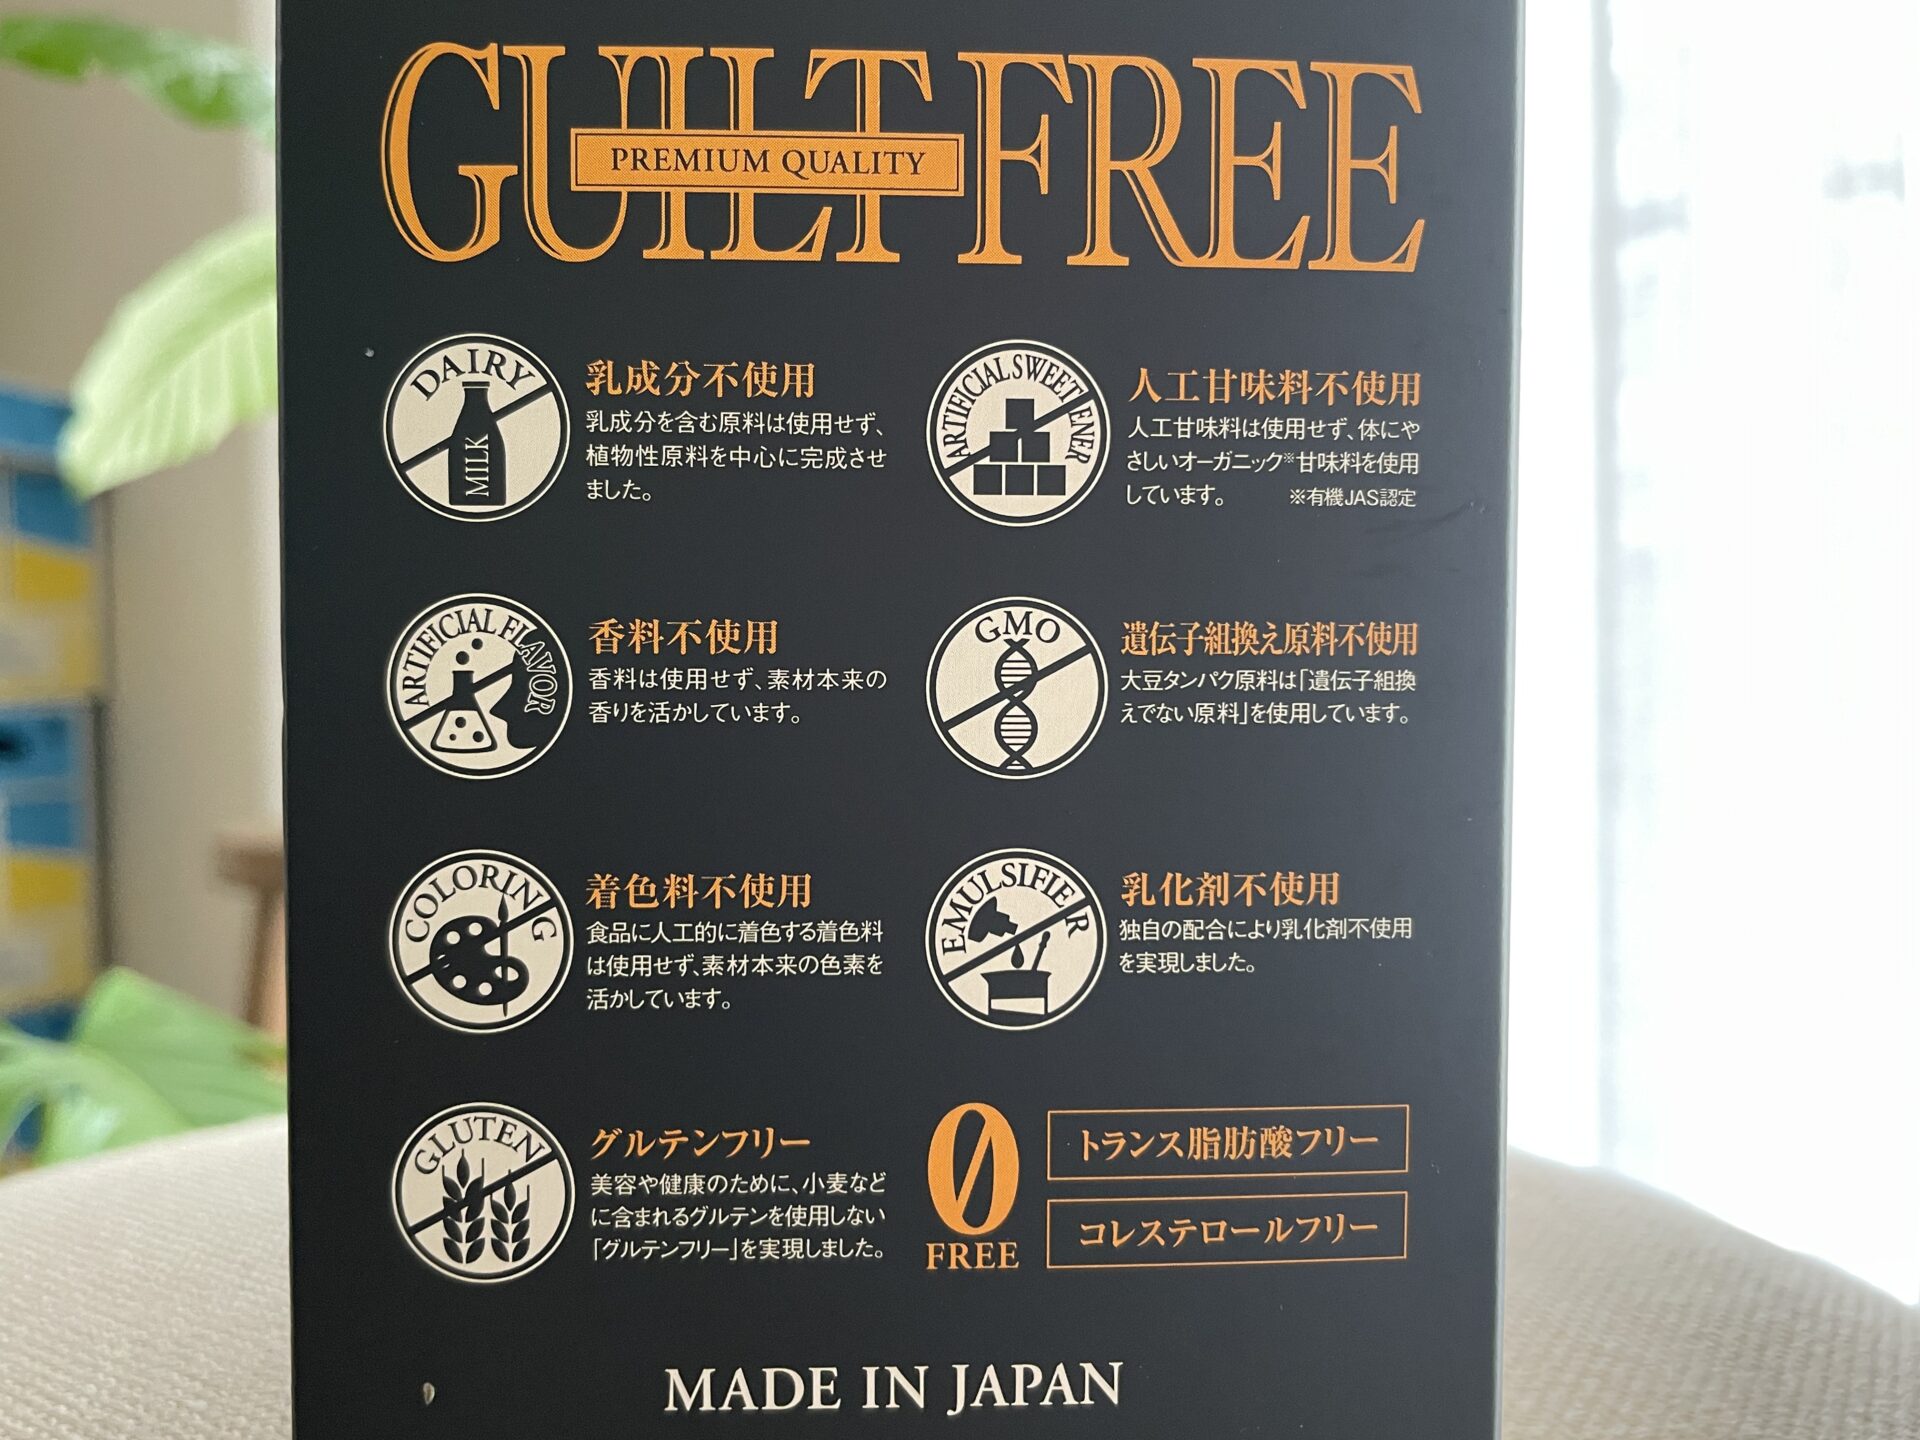 GUILT FREE
PREMIUM QUALITY
DAIRY
MILK
乳成分不使用
乳成分を含む原料は使用せず、
植物性原料を中心に完成させ
ました。
ARTIFICIAL SWEETENER
人工甘味料不使用
人工甘味料は使用せず、体にや
さしいオーガニック※甘味料を使用
しています。 ※有機JAS認定
ARTIFICIAL FLAVOR
香料不使用
香料は使用せず、素材本来の
香りを活かしています。
GMO
遺伝子組換え原料不使用
大豆タンパク原料は「遺伝子組換
えでない原料」を使用しています。
COLORING
着色料不使用
食品に人工的に着色する着色料
は使用せず、素材本来の色素を
活かしています。
EMULSIFIER
乳化剤不使用
独自の配合により乳化剤不使用
を実現しました。
GLUTEN
グルテンフリー
美容や健康のために、小麦など
に含まれるグルテンを使用しない
「グルテンフリー」を実現しました。
0
FREE
トランス脂肪酸フリー
コレステロールフリー
MADE IN JAPAN